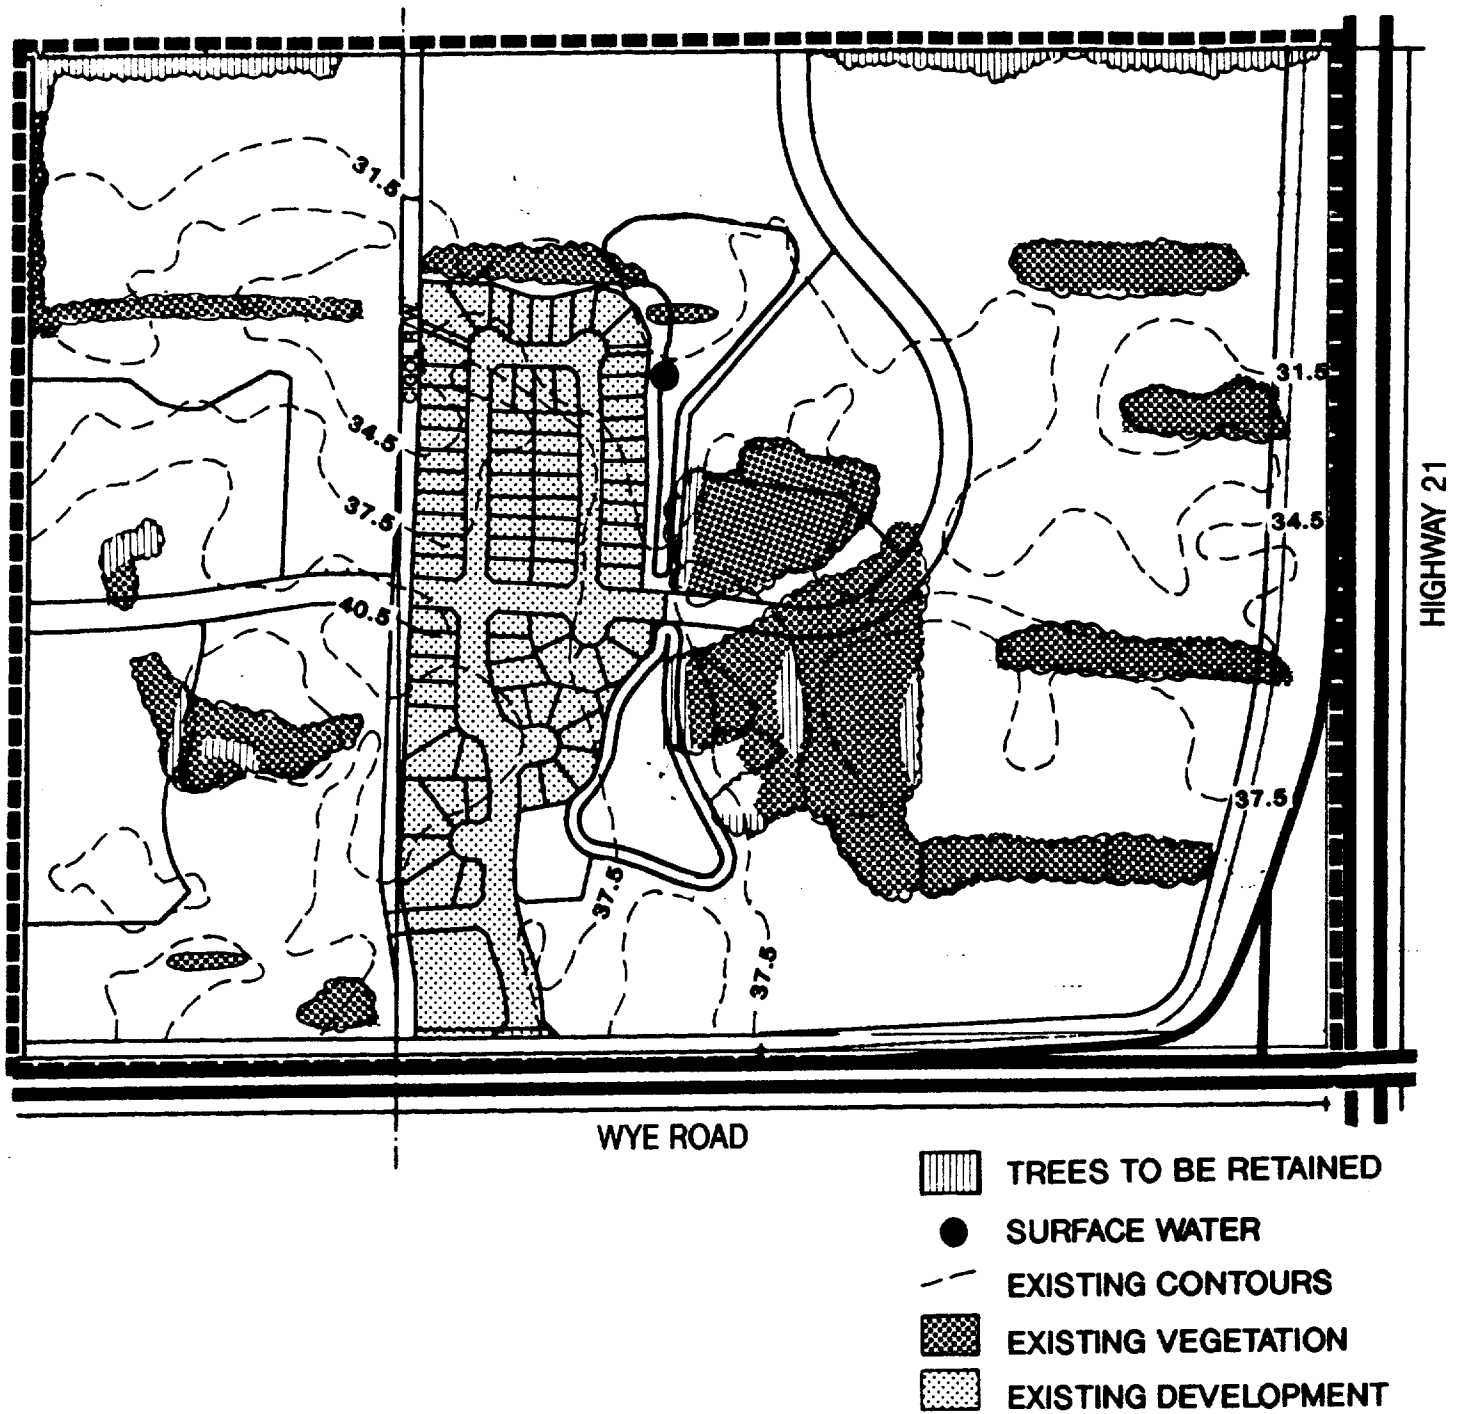 31.5
CIGOL R/W
31.5
34.5
37.5
34.5
HIGHWAY 21
40.5
37.5
37.5
37.5
WYE ROAD
TREES TO BE RETAINED
SURFACE WATER
EXISTING CONTOURS
EXISTING VEGETATION
EXISTING DEVELOPMENT